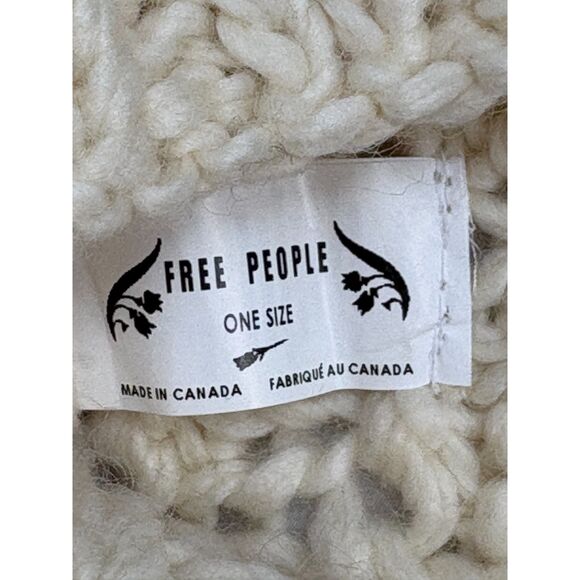 FREE PEOPLE
ONE SIZE
MADE IN CANADA FABRIQUÉ AU CANADA